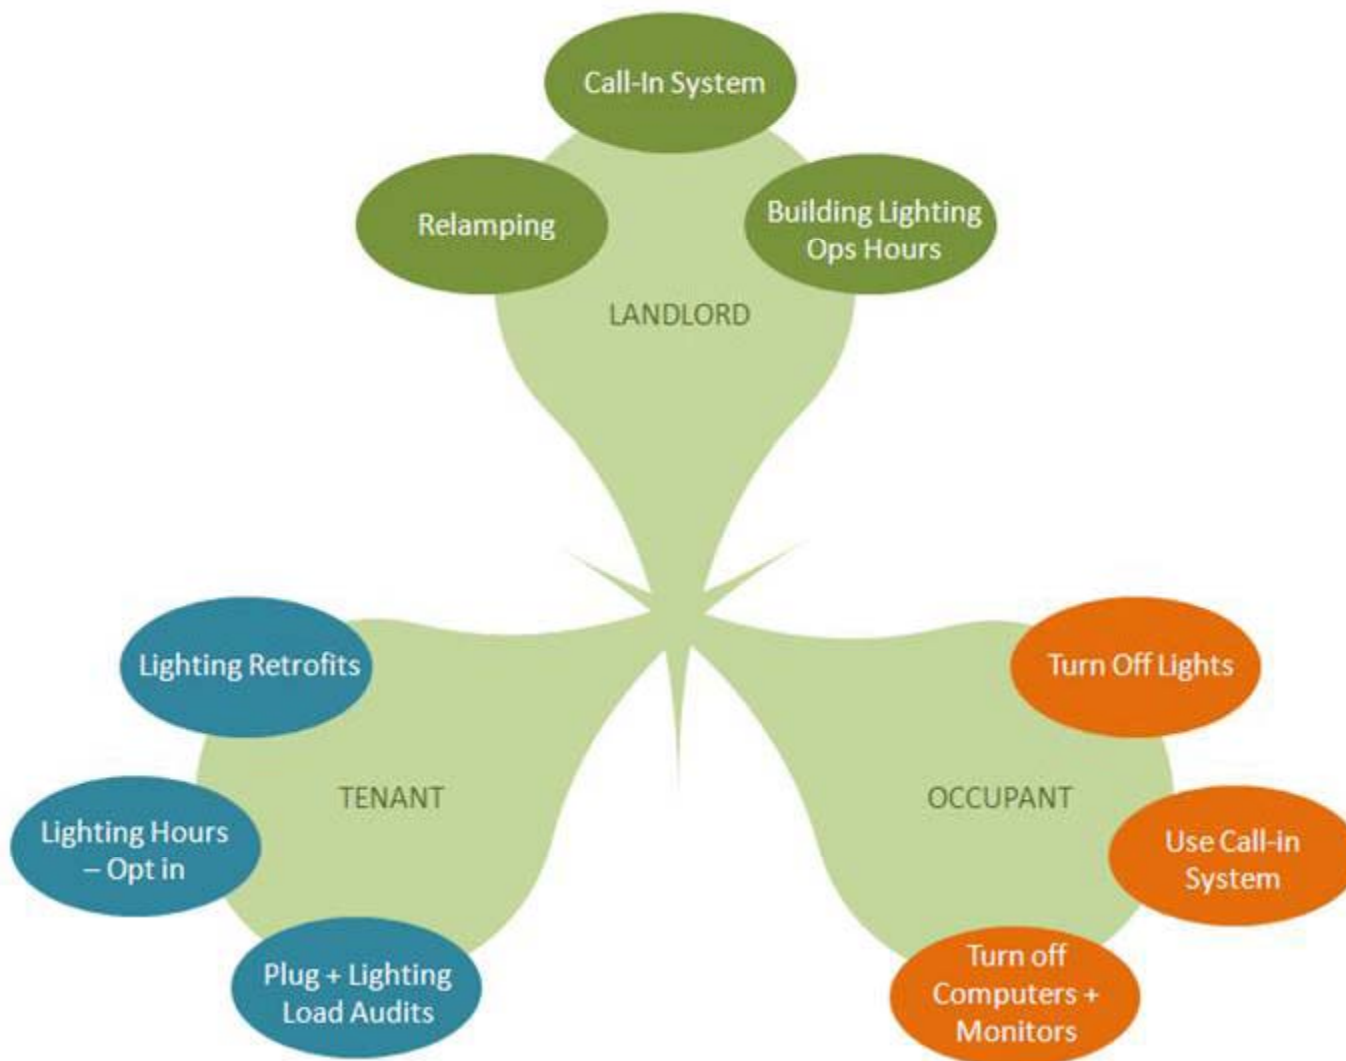 Call-In System
Relamping
Building Lighting
Ops Hours
LANDLORD
Lighting Retrofits
Lighting Hours
– Opt in
Plug + Lighting
Load Audits
TENANT
Turn Off Lights
OCCUPANT
Use Call-in
System
Turn off
Computers +
Monitors